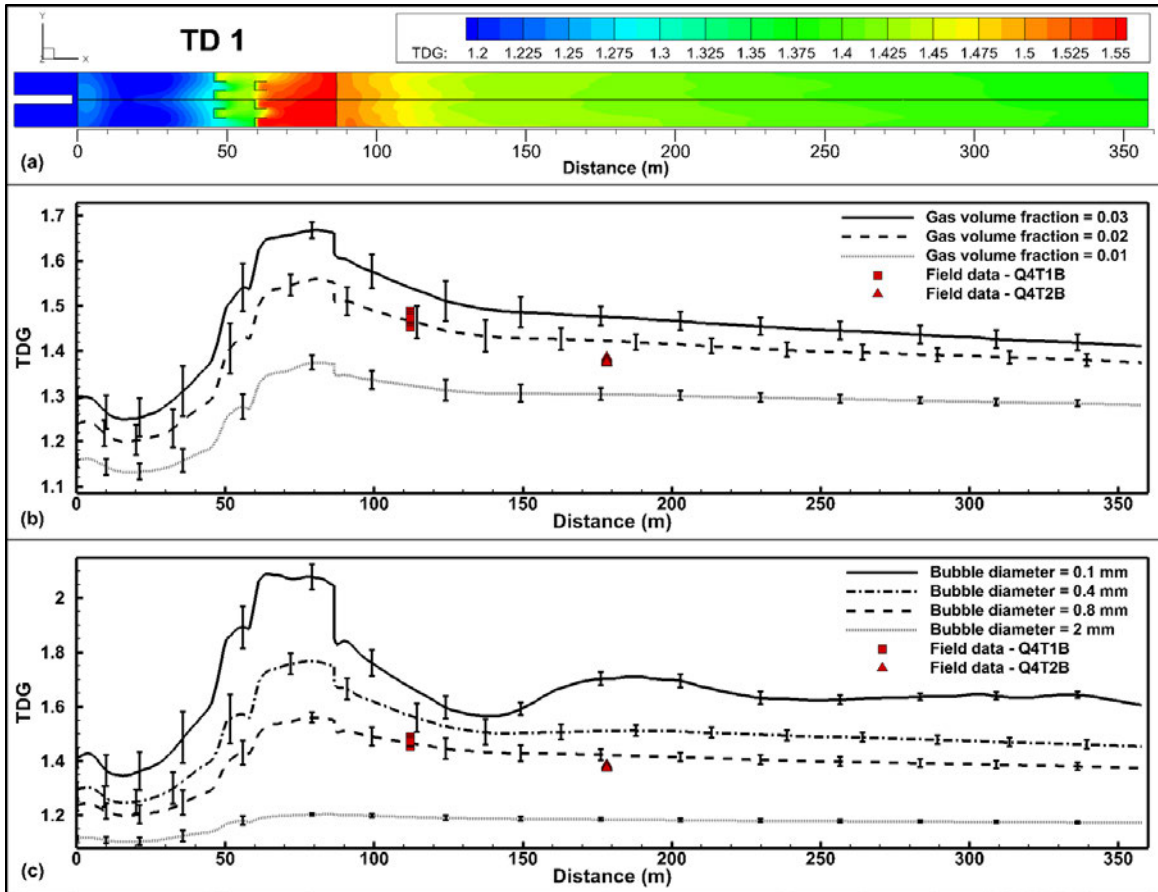 Y
Z
X
TD 1
TDG: 1.2 1.225 1.25 1.275 1.3 1.325 1.35 1.375 1.4 1.425 1.45 1.475 1.5 1.525 1.55
0 50 100 150 200 250 300 350
(a)
Distance (m)
1.7
1.6
1.5
1.4
1.3
1.2
1.1
TDG
Gas volume fraction = 0.03
Gas volume fraction = 0.02
Gas volume fraction = 0.01
Field data - Q4T1B
Field data - Q4T2B
0 50 100 150 200 250 300 350
(b)
Distance (m)
2
1.8
1.6
1.4
1.2
TDG
Bubble diameter = 0.1 mm
Bubble diameter = 0.4 mm
Bubble diameter = 0.8 mm
Bubble diameter = 2 mm
Field data - Q4T1B
Field data - Q4T2B
0 50 100 150 200 250 300 350
(c)
Distance (m)